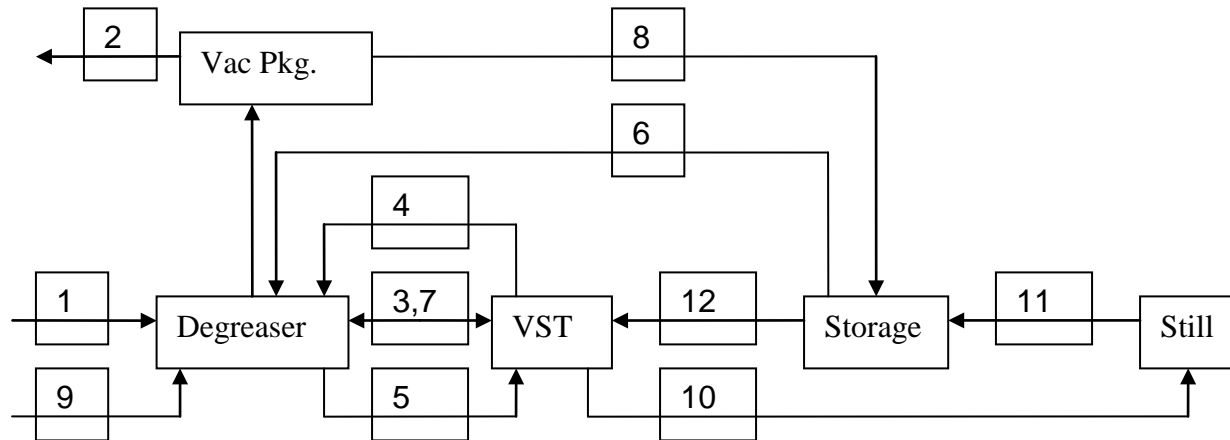 2
Vac Pkg.
8
6
4
1
Degreaser
3,7
VST
12
Storage
11
Still
9
5
10